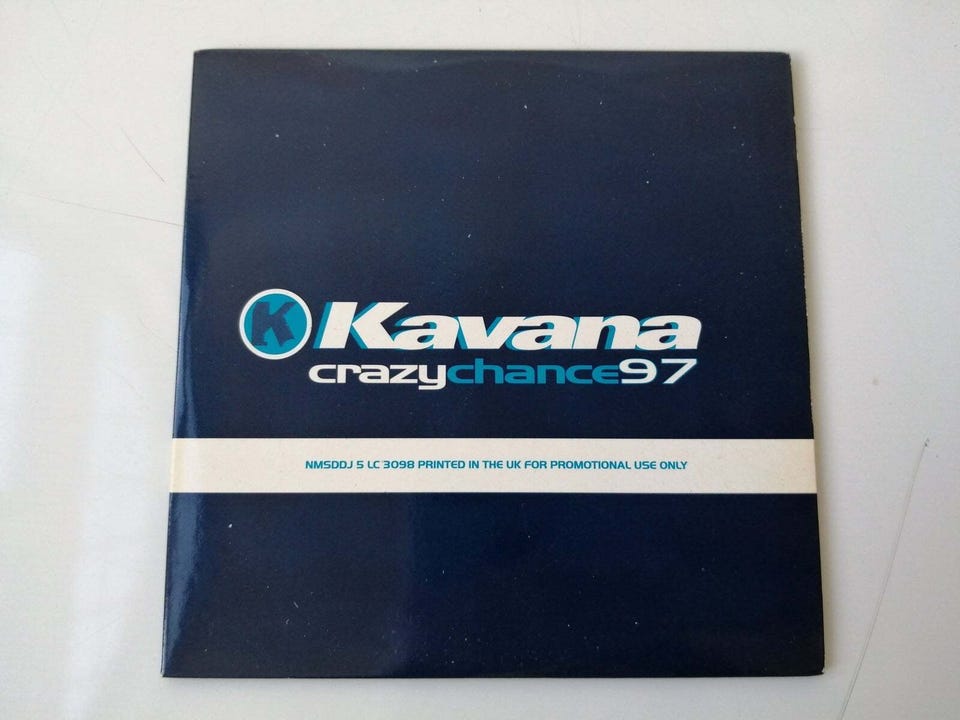 K Kavana
crazychance97
NMSDDJ 5 LC 3098 PRINTED IN THE UK FOR PROMOTIONAL USE ONLY